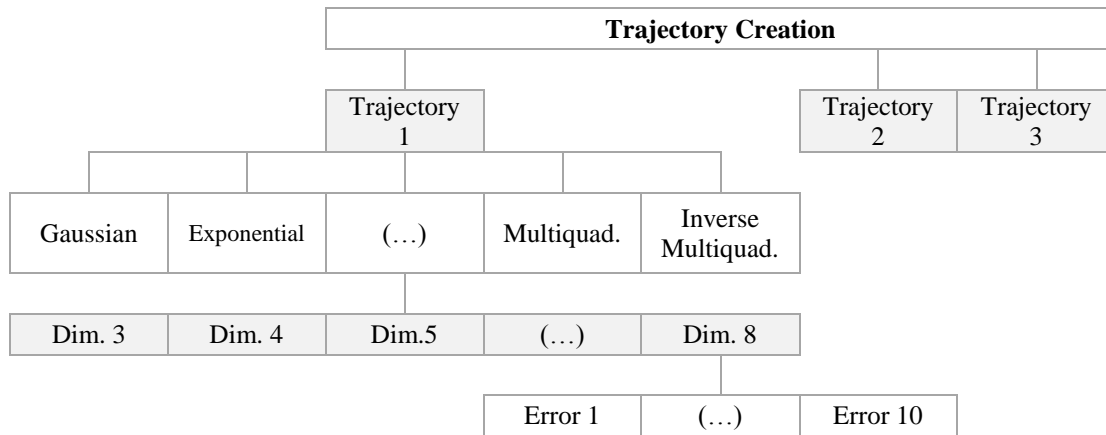 Trajectory Creation
Trajectory
1
Trajectory
2
Trajectory
3
Gaussian
Exponential
(…)
Multiquad.
Inverse
Multiquad.
Dim. 3
Dim. 4
Dim.5
(…)
Dim. 8
Error 1
(…)
Error 10